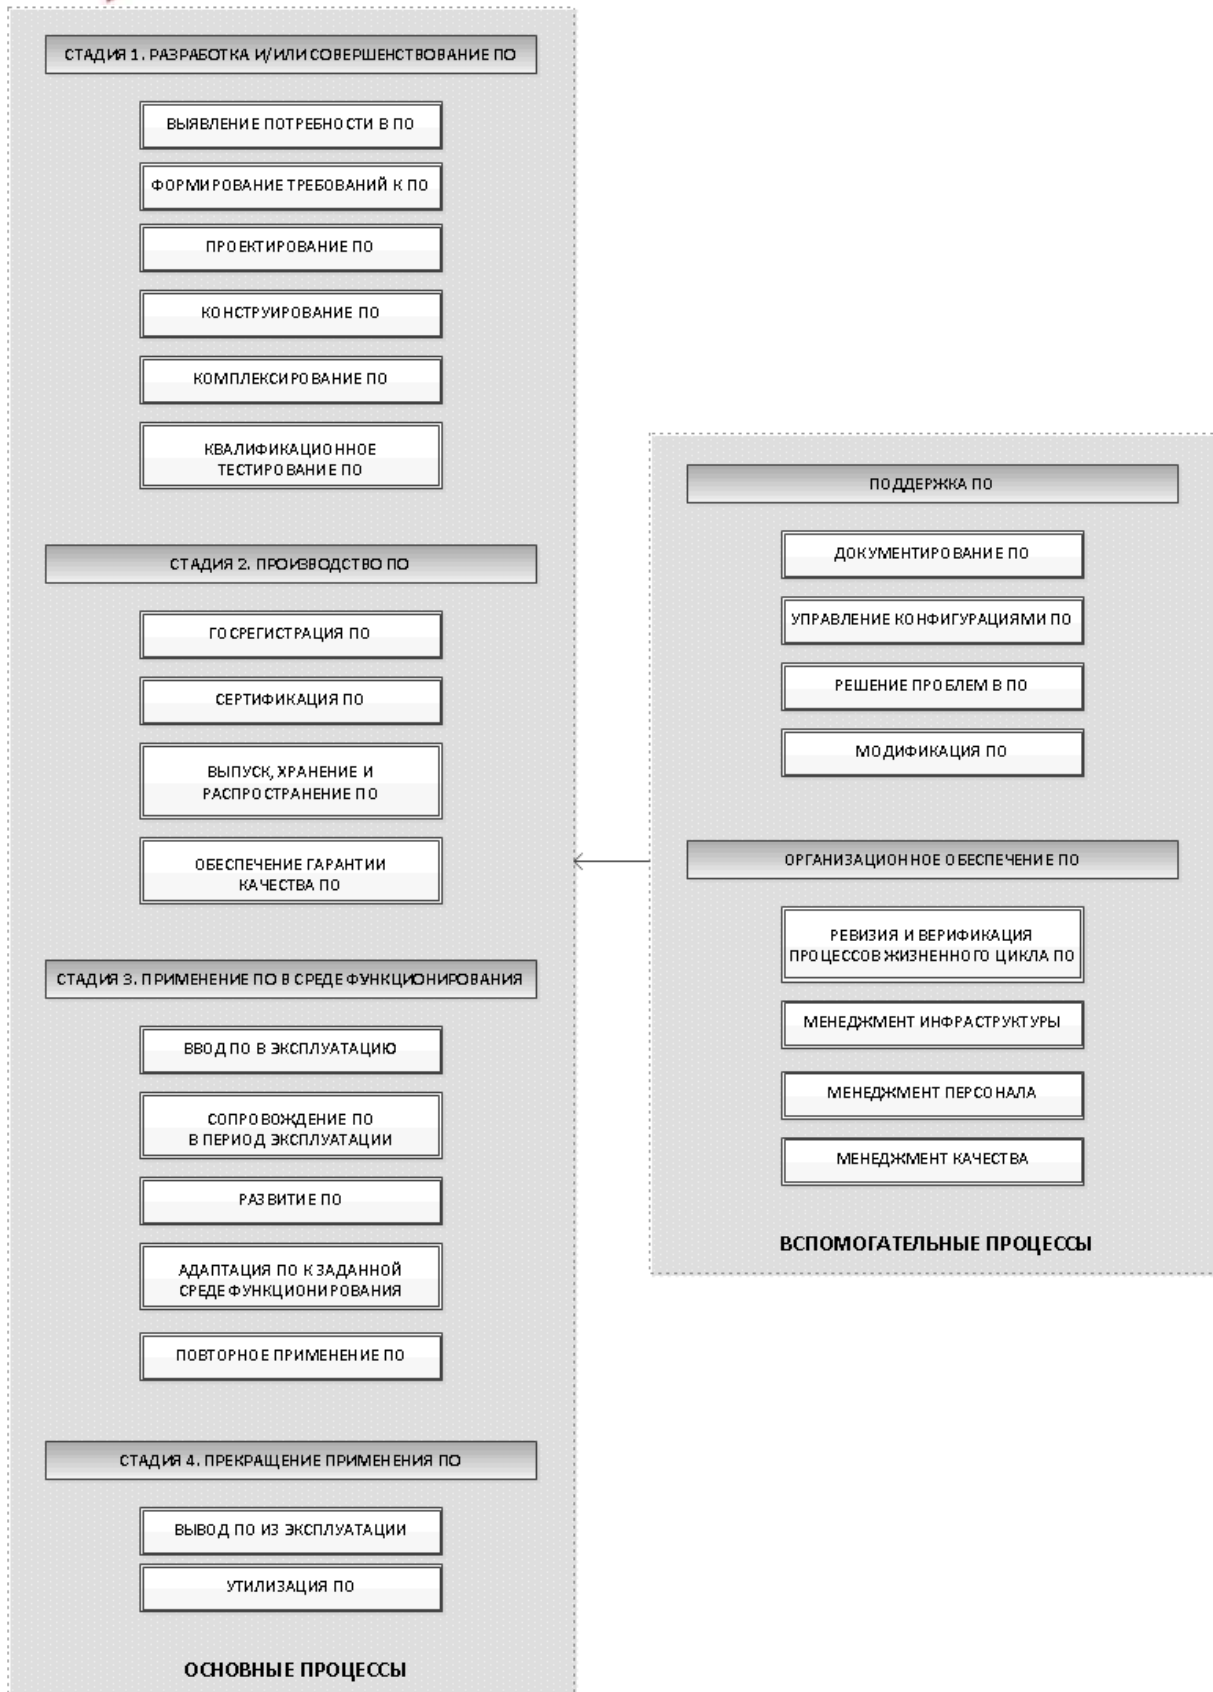 СТАДИЯ 1. РАЗРАБОТКА И/ИЛИ СОВЕРШЕНСТВОВАНИЕ ПО
ВЫЯВЛЕНИЕ ПОТРЕБНОСТИ В ПО
ФОРМИРОВАНИЕ ТРЕБОВАНИЙ К ПО
ПРОЕКТИРОВАНИЕ ПО
КОНСТРУИРОВАНИЕ ПО
КОМПЛЕКСИРОВАНИЕ ПО
КВАЛИФИКАЦИОННОЕ
ТЕСТИРОВАНИЕ ПО
СТАДИЯ 2. ПРОИЗВОДСТВО ПО
ГОСРЕГИСТРАЦИЯ ПО
СЕРТИФИКАЦИЯ ПО
ВЫПУСК, ХРАНЕНИЕ И
РАСПРОСТРАНЕНИЕ ПО
ОБЕСПЕЧЕНИЕ ГАРАНТИИ
КАЧЕСТВА ПО
СТАДИЯ 3. ПРИМЕНЕНИЕ ПО В СРЕДЕ ФУНКЦИОНИРОВАНИЯ
ВВОД ПО В ЭКСПЛУАТАЦИЮ
СОПРОВОЖДЕНИЕ ПО
В ПЕРИОД ЭКСПЛУАТАЦИИ
РАЗВИТИЕ ПО
АДАПТАЦИЯ ПО К ЗАДАННОЙ
СРЕДЕ ФУНКЦИОНИРОВАНИЯ
ПОВТОРНОЕ ПРИМЕНЕНИЕ ПО
СТАДИЯ 4. ПРЕКРАЩЕНИЕ ПРИМЕНЕНИЯ ПО
ВЫВОД ПО ИЗ ЭКСПЛУАТАЦИИ
УТИЛИЗАЦИЯ ПО
ОСНОВНЫЕ ПРОЦЕССЫ
ПОДДЕРЖКА ПО
ДОКУМЕНТИРОВАНИЕ ПО
УПРАВЛЕНИЕ КОНФИГУРАЦИЯМИ ПО
РЕШЕНИЕ ПРОБЛЕМ В ПО
МОДИФИКАЦИЯ ПО
ОРГАНИЗАЦИОННОЕ ОБЕСПЕЧЕНИЕ ПО
РЕВИЗИЯ И ВЕРИФИКАЦИЯ
ПРОЦЕССОВ ЖИЗНЕННОГО ЦИКЛА ПО
МЕНЕДЖМЕНТ ИНФРАСТРУКТУРЫ
МЕНЕДЖМЕНТ ПЕРСОНАЛА
МЕНЕДЖМЕНТ КАЧЕСТВА
ВСПОМОГАТЕЛЬНЫЕ ПРОЦЕССЫ